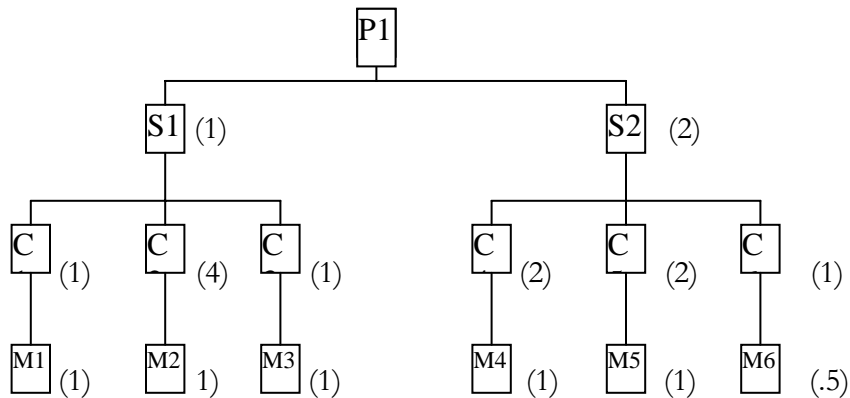 P1
S1 (1) S2 (2)
C (1) C (4) C (1) C (2) C (2) C (1)
M1 (1) M2 1) M3 (1) M4 (1) M5 (1) M6 (.5)